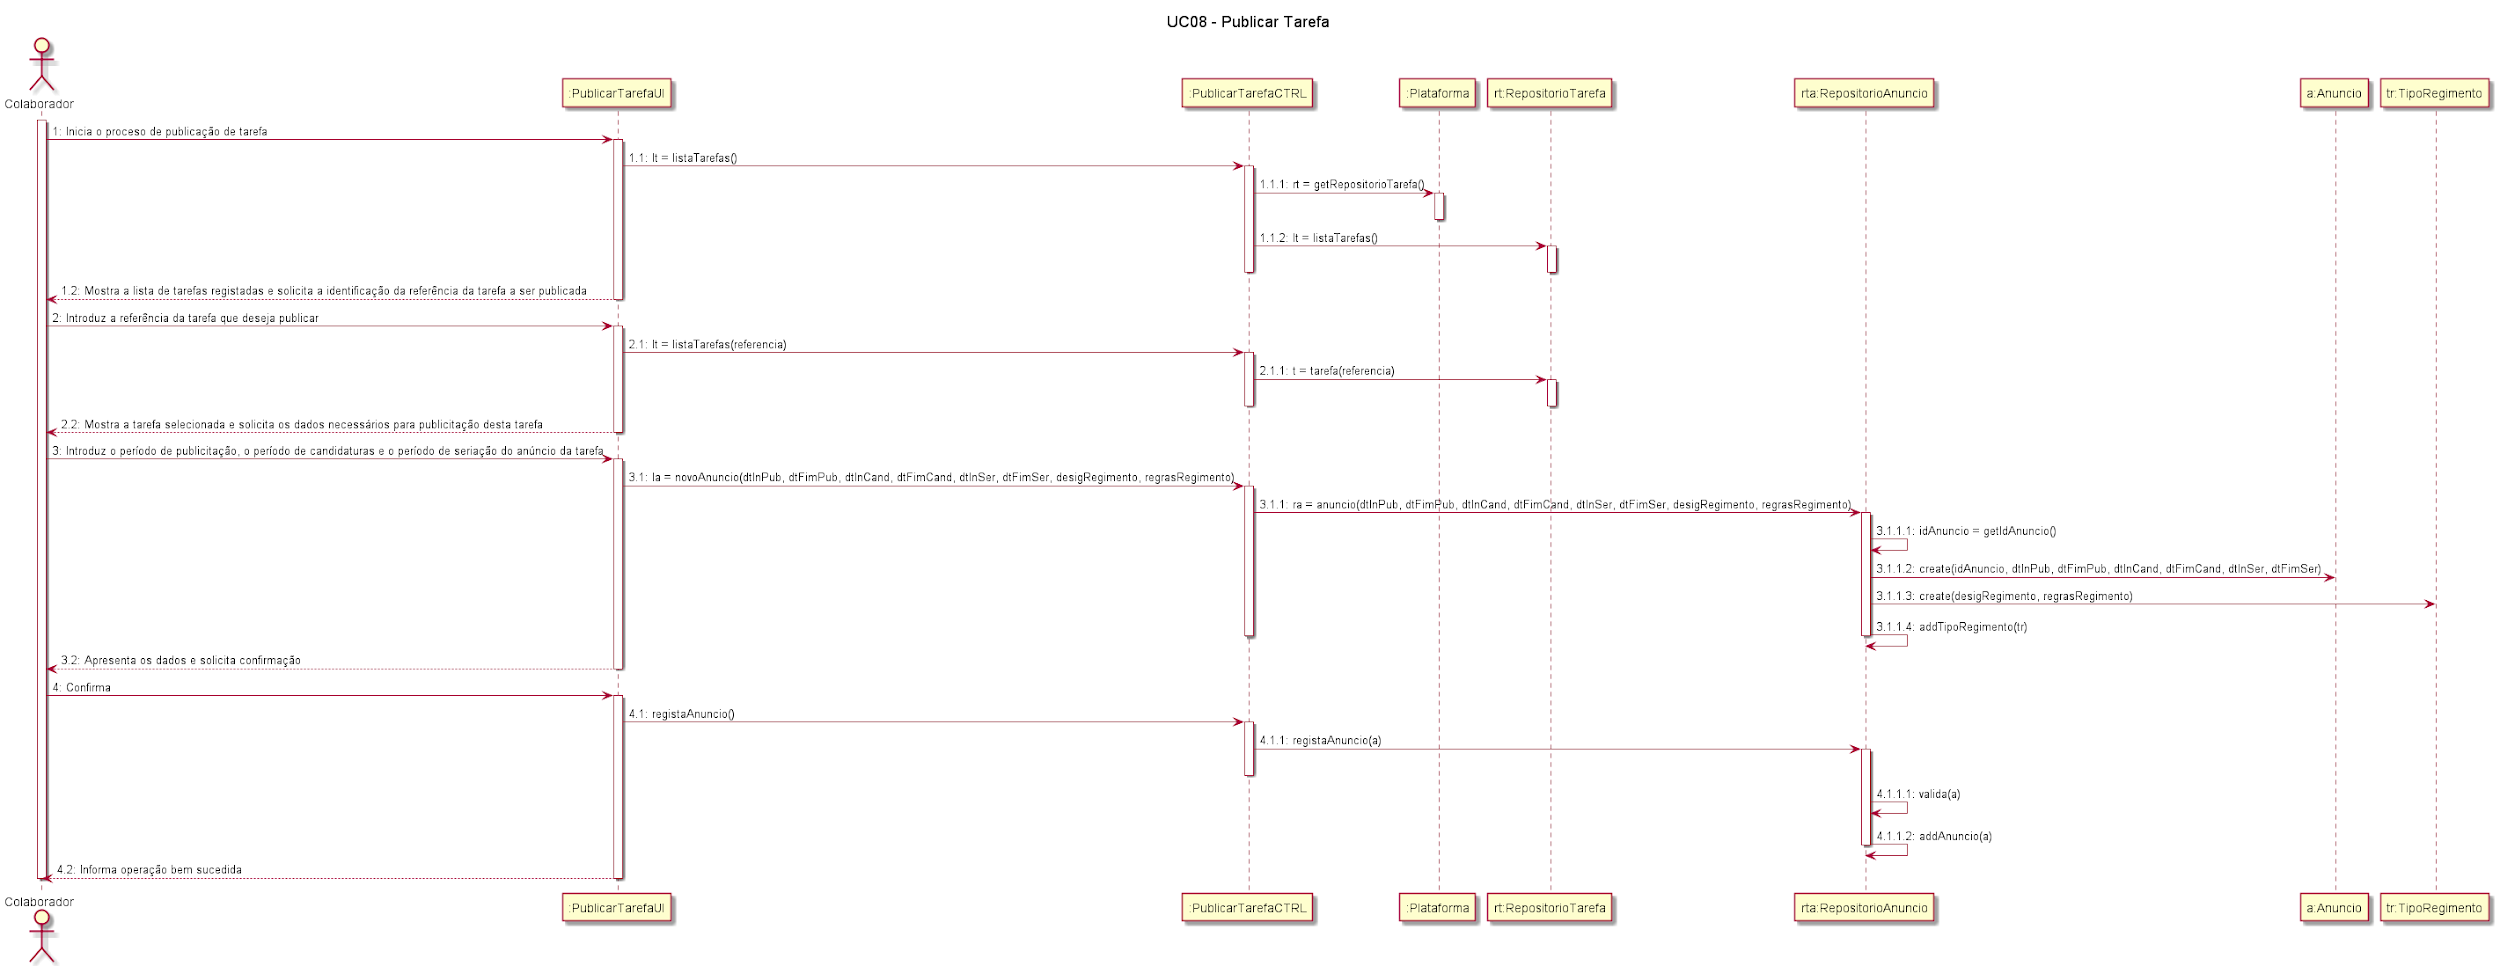 UC08 - Publicar Tarefa
Colaborador
:PublicarTarefaUI
:PublicarTarefaCTRL
:Plataforma
rt:RepositorioTarefa
rta:RepositorioAnuncio
a:Anuncio
tr:TipoRegimento
1: Inicia o proceso de publicação de tarefa
1.1: lt = listaTarefas()
1.1.1: rt = getRepositorioTarefa()
1.1.2: lt = listaTarefas()
1.2: Mostra a lista de tarefas registadas e solicita a identificação da referência da tarefa a ser publicada
2: Introduz a referência da tarefa que deseja publicar
2.1: lt = listaTarefas(referencia)
2.1.1: t = tarefa(referencia)
2.2: Mostra a tarefa selecionada e solicita os dados necessários para publicitação desta tarefa
3: Introduz o período de publicitação, o período de candidaturas e o período de seriação do anúncio da tarefa
3.1: la = novoAnuncio(dtInPub, dtFimPub, dtInCand, dtFimCand, dtInSer, dtFimSer, desigRegimento, regrasRegimento)
3.1.1: ra = anuncio(dtInPub, dtFimPub, dtInCand, dtFimCand, dtInSer, dtFimSer, desigRegimento, regrasRegimento)
3.1.1.1: idAnuncio = getIdAnuncio()
3.1.1.2: create(idAnuncio, dtInPub, dtFimPub, dtInCand, dtFimCand, dtInSer, dtFimSer)
3.1.1.3: create(desigRegimento, regrasRegimento)
3.1.1.4: addTipoRegimento(tr)
3.2: Apresenta os dados e solicita confirmação
4: Confirma
4.1: registaAnuncio()
4.1.1: registaAnuncio(a)
4.1.1.1: valida(a)
4.1.1.2: addAnuncio(a)
4.2: Informa operação bem sucedida
Colaborador
:PublicarTarefaUI
:PublicarTarefaCTRL
:Plataforma
rt:RepositorioTarefa
rta:RepositorioAnuncio
a:Anuncio
tr:TipoRegimento